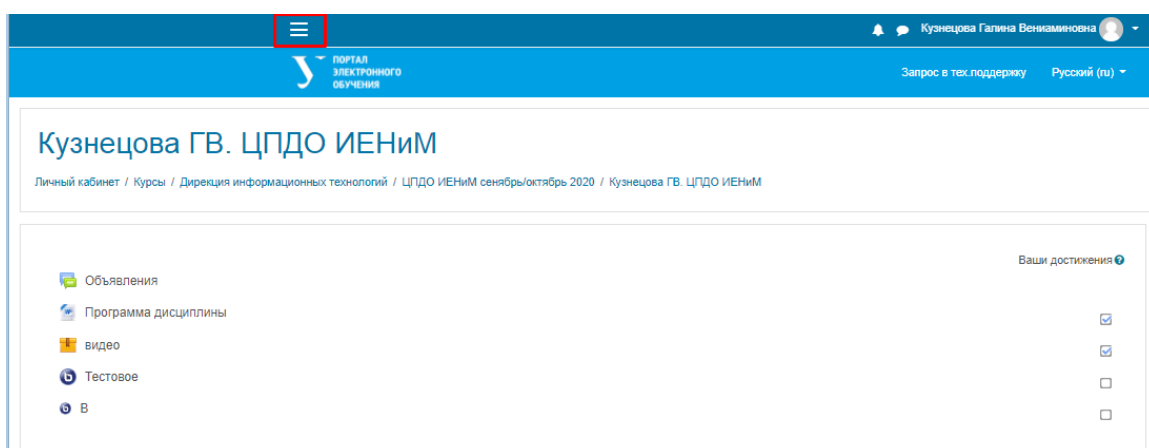 Кузнецова Галина Вениаминовна
ПОРТАЛ
ЭЛЕКТРОННОГО
ОБУЧЕНИЯ
Запрос в тех.поддержку Русский (ru)
Кузнецова ГВ. ЦПДО ИЕНиМ
Личный кабинет / Курсы / Дирекция информационных технологий / ЦПДО ИЕНиМ сенябрь/октябрь 2020 / Кузнецова ГВ. ЦПДО ИЕНиМ
Ваши достижения
Объявления
Программа дисциплины
видео
Тестовое
В